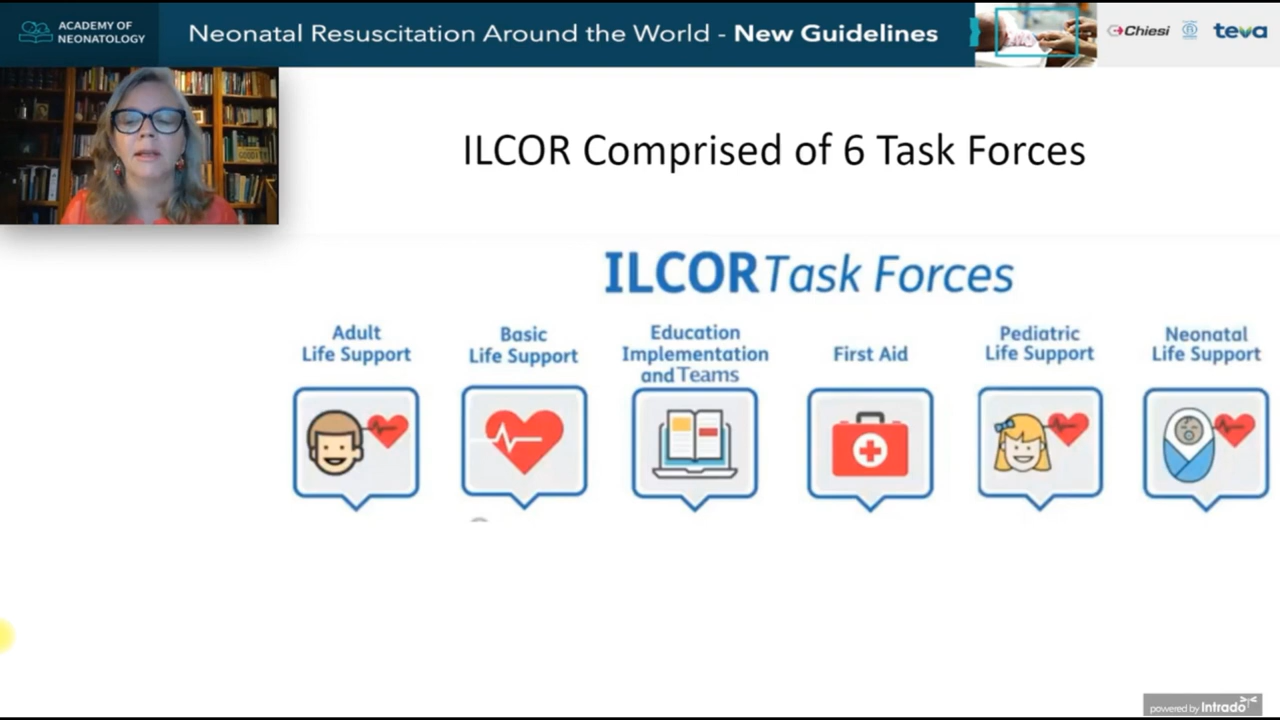 ACADEMY OF
NEONATOLOGY
Neonatal Resuscitation Around the World - New Guidelines
Chiesi
teva
ILCOR Comprised of 6 Task Forces
ILCOR Task Forces
Adult
Life Support
Basic
Life Support
Education
Implementation
and Teams
First Aid
Pediatric
Life Support
Neonatal
Life Support
powered by Intrado